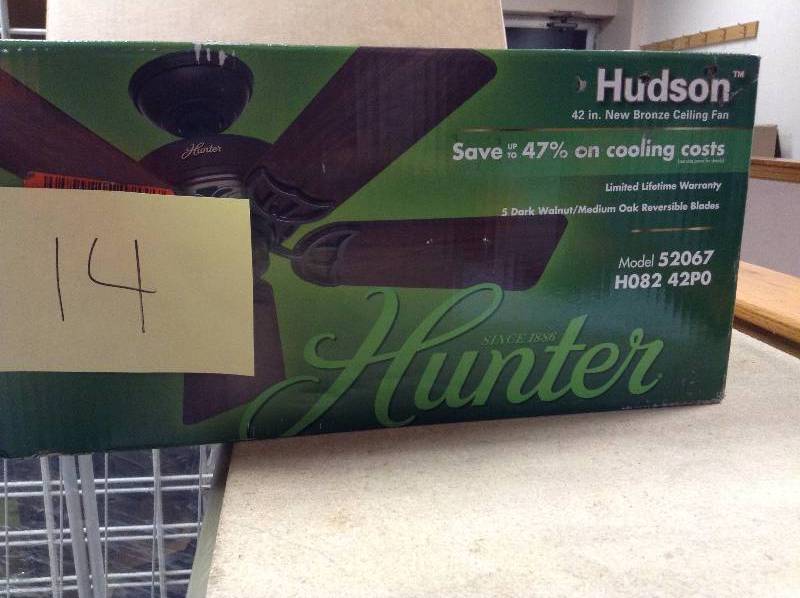 Hudson™
42 in. New Bronze Ceiling Fan
Save UP TO 47% on cooling costs
Limited Lifetime Warranty
5 Dark Walnut/Medium Oak Reversible Blades
Model 52067
H082 42P0
Hunter
14
SINCE 1886
Hunter